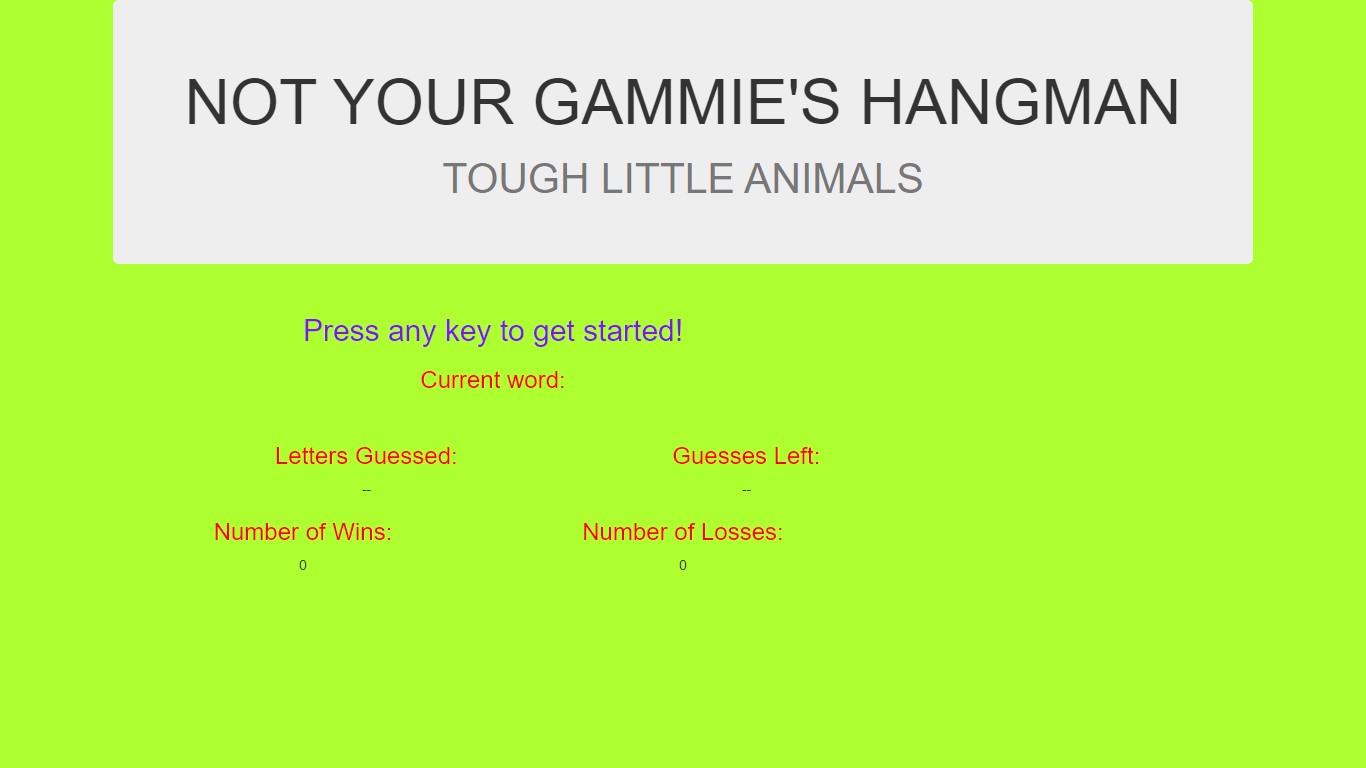 NOT YOUR GAMMIE'S HANGMAN
TOUGH LITTLE ANIMALS
Press any key to get started!
Current word:
Letters Guessed: Guesses Left:
-- --
Number of Wins: Number of Losses:
0 0